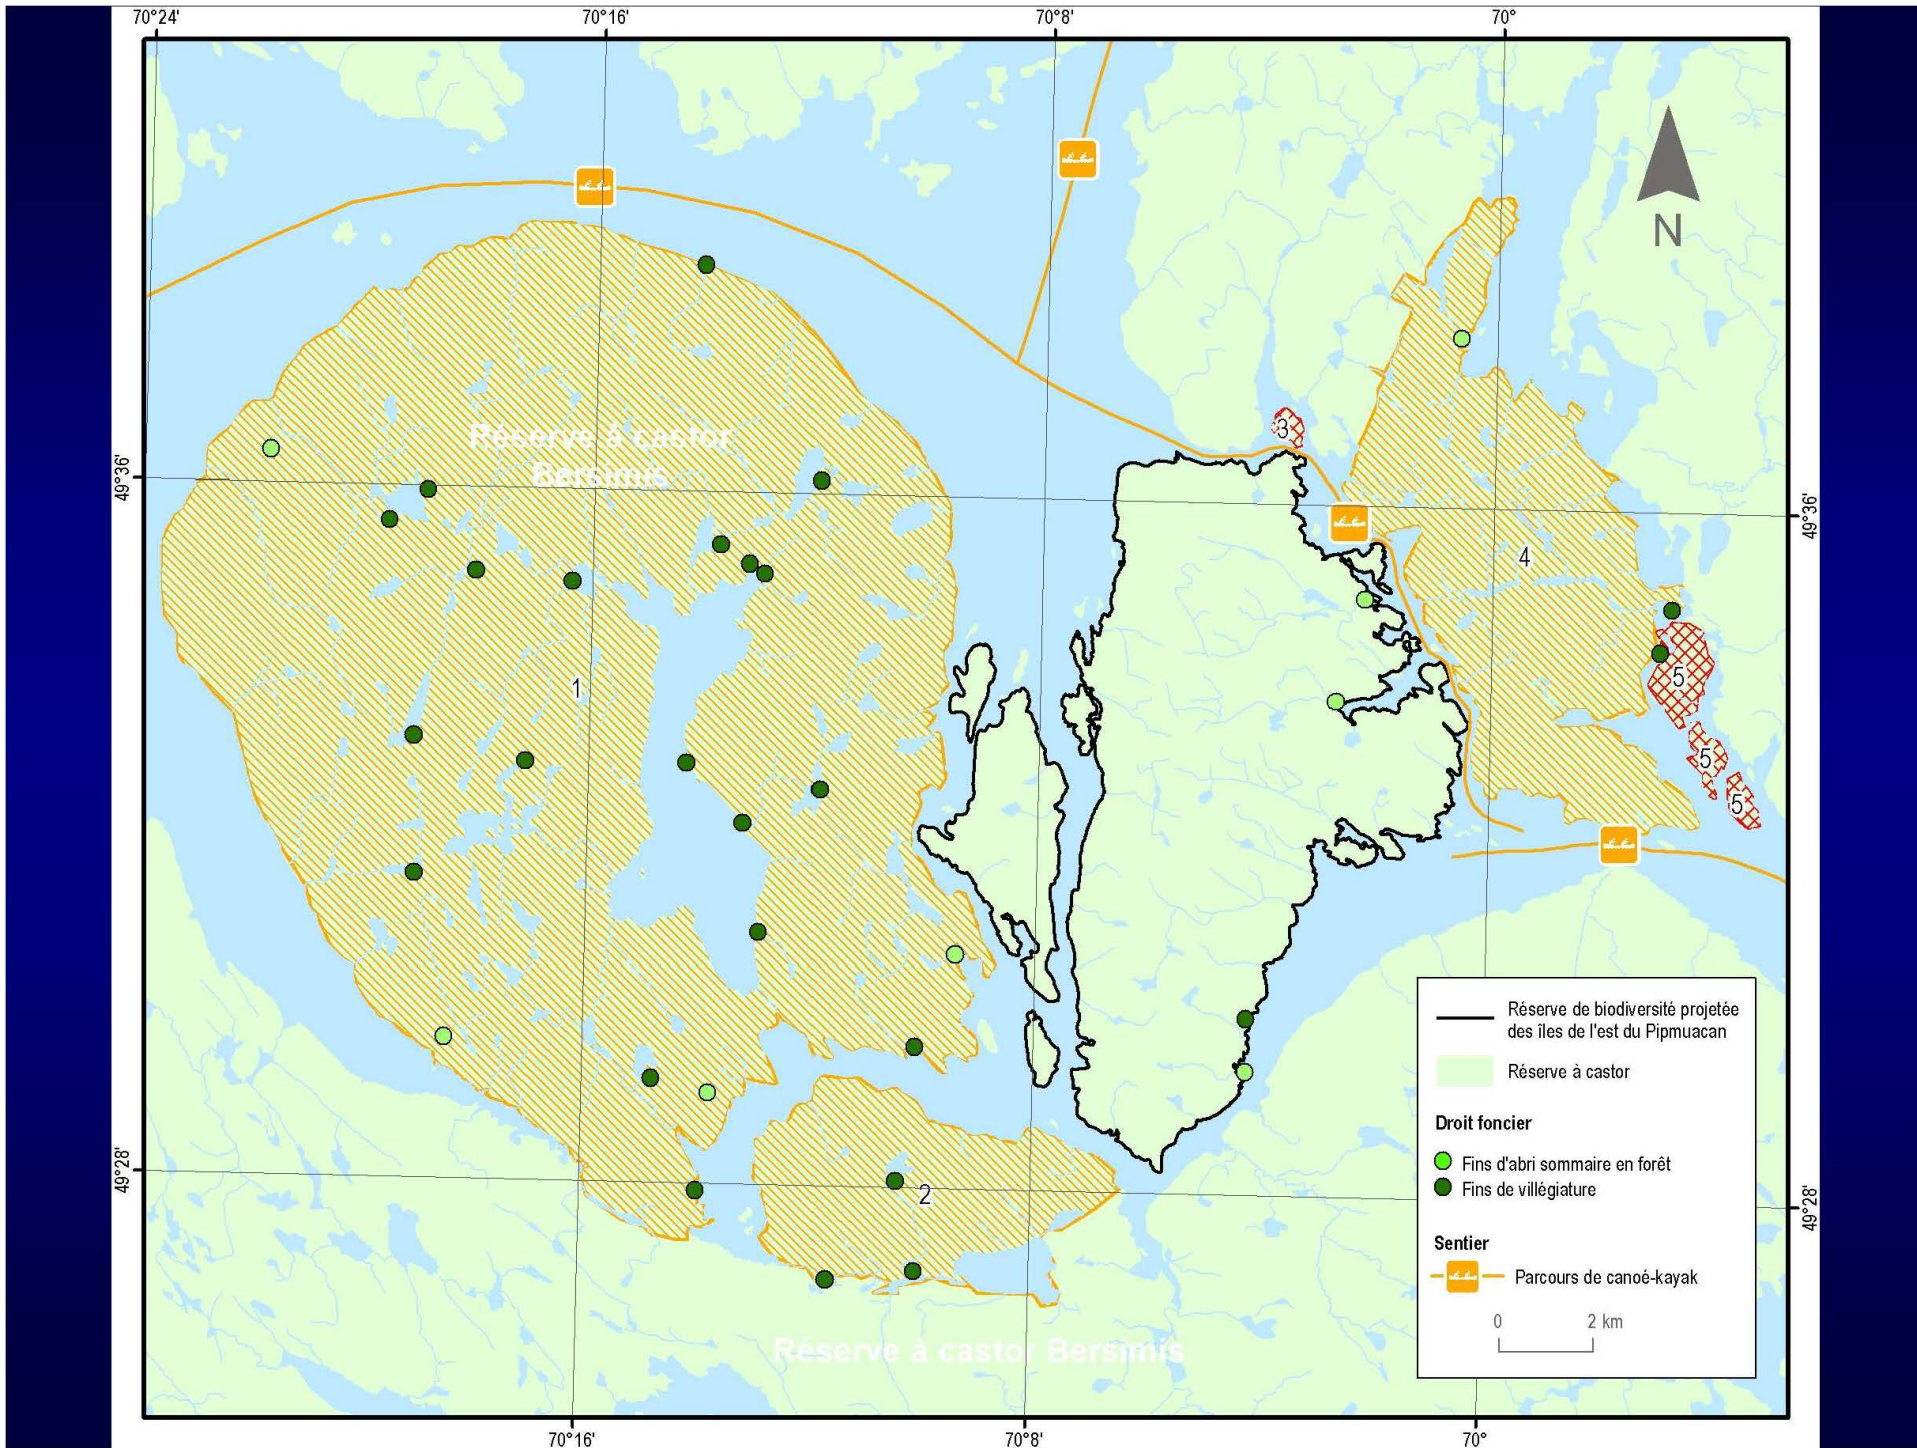 70°24'
70°16'
70°8'
70°
N
3
Réserve à castor
Bersimis
49°36'
49°36'
4
5
1
5
5
Réserve de biodiversité projetée
des îles de l'est du Pipmuacan
Réserve à castor
Droit foncier
Fins d'abri sommaire en forêt
49°28'
Fins de villégiature
2
49°28'
Sentier
Parcours de canoé-kayak
0 2 km
Réserve à castor Bersimis
70°16'
70°8'
70°